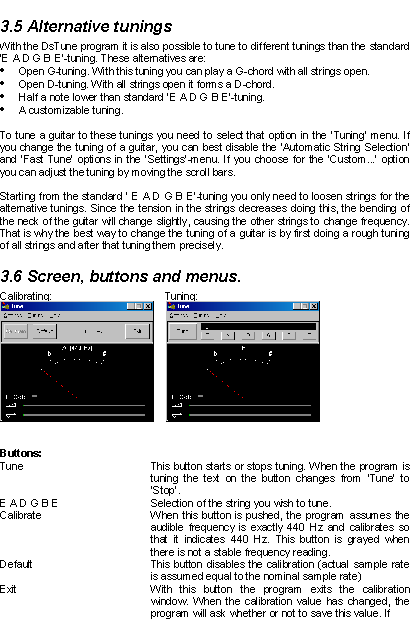 3.5 Alternative tunings
With the DsTune program it is also possible to tune to different tunings than the standard
'E A D G B E'-tuning. These alternatives are:
• Open G-tuning. With this tuning you can play a G-chord with all strings open.
• Open D-tuning. With all strings open it forms a D-chord.
• Half a note lower than standard 'E A D G B E'-tuning.
• A customizable tuning.
To tune a guitar to these tunings you need to select that option in the 'Tuning' menu. If
you change the tuning of a guitar, you can best disable the 'Automatic String Selection'
and 'Fast Tune' options in the 'Settings'-menu. If you choose for the 'Custom...' option
you can adjust the tuning by moving the scroll bars.
Starting from the standard ' E A D G B E'-tuning you only need to loosen strings for the
alternative tunings. Since the tension in the strings decreases doing this, the bending of
the neck of the guitar will change slightly, causing the other strings to change frequency.
That is why the best way to change the tuning of a guitar is by first doing a rough tuning
of all strings and after that tuning them precisely.
3.6 Screen, buttons and menus.
Calibrating: Tuning:
A (440 Hz)
b #
b #
Buttons:
Tune This button starts or stops tuning. When the program is
tuning the text on the button changes from 'Tune' to
'Stop'.
E A D G B E Selection of the string you wish to tune.
Calibrate When this button is pushed, the program assumes the
audible frequency is exactly 440 Hz and calibrates so
that it indicates 440 Hz. This button is grayed when
there is not a stable frequency reading.
Default This button disables the calibration (actual sample rate
is assumed equal to the nominal sample rate)
Exit With this button the program exits the calibration
window. When the calibration value has changed, the
program will ask whether or not to save this value. If